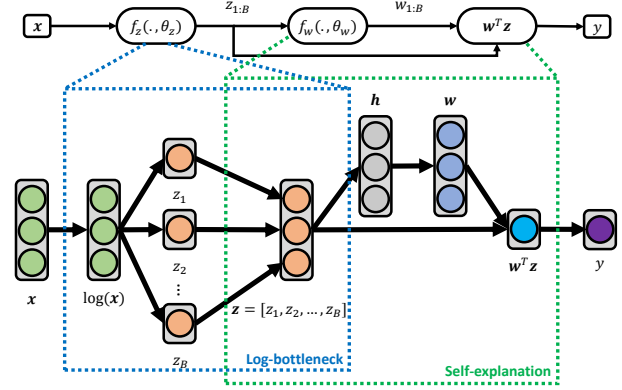 z_{1:B} w_{1:B}
x f_z(., θ_z) f_w(., θ_w) w^T z y
h w
z_1
z_2
⋮
x log(x) z = [z_1, z_2, ..., z_B] w^T z y
z_B
Log-bottleneck
Self-explanation